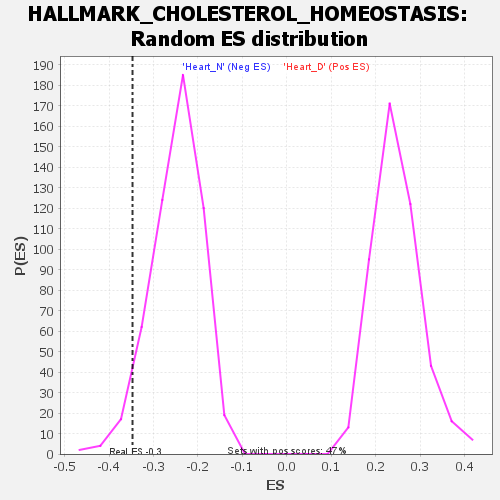 HALLMARK_CHOLESTEROL_HOMEOSTASIS:
Random ES distribution
'Heart_N' (Neg ES) 'Heart_D' (Pos ES)
190
180
170
160
150
140
130
120
110
100
90
80
70
60
50
40
30
20
10
0
P(ES)
Real ES -0.3
Sets with pos scores: 47%
-0.5 -0.4 -0.3 -0.2 -0.1 0.0 0.1 0.2 0.3 0.4
ES